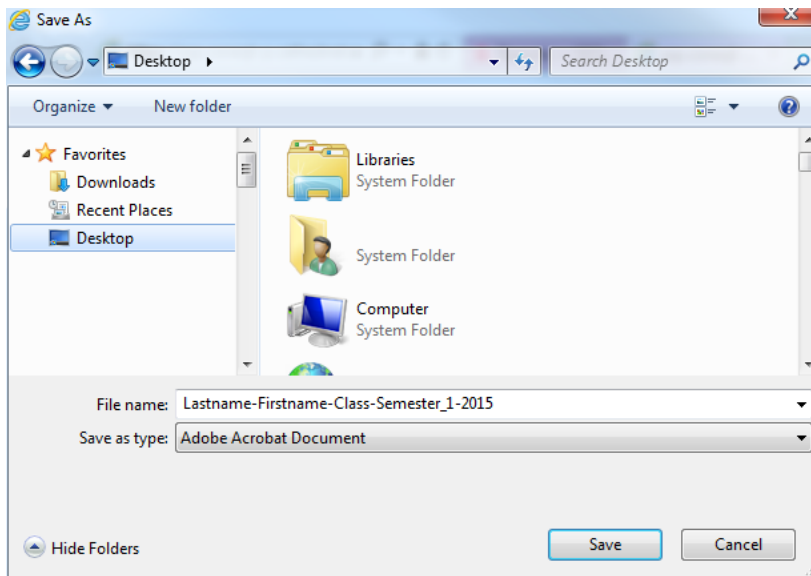 Save As
Desktop
Search Desktop
Organize
New folder
Favorites
Downloads
Recent Places
Desktop
Libraries
System Folder
System Folder
Computer
System Folder
File name: Lastname-Firstname-Class-Semester_1-2015
Save as type: Adobe Acrobat Document
Hide Folders
Save
Cancel